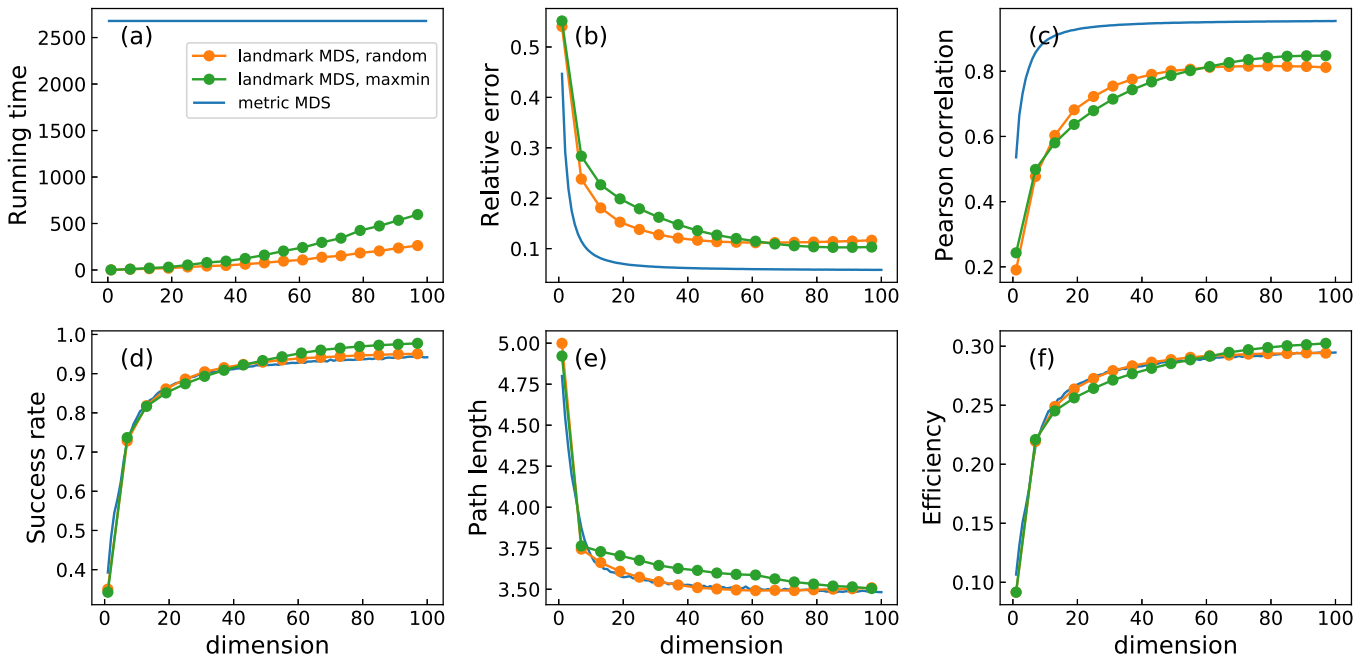 (a)
landmark MDS, random
landmark MDS, maxmin
metric MDS
Running time
2500
2000
1500
1000
500
0
0 20 40 60 80 100
(b)
Relative error
0.5
0.4
0.3
0.2
0.1
0 20 40 60 80 100
(c)
Pearson correlation
0.8
0.6
0.4
0.2
0 20 40 60 80 100
(d)
Success rate
1.0
0.9
0.8
0.7
0.6
0.5
0.4
0 20 40 60 80 100
dimension
(e)
Path length
5.00
4.75
4.50
4.25
4.00
3.75
3.50
0 20 40 60 80 100
dimension
(f)
Efficiency
0.30
0.25
0.20
0.15
0.10
0 20 40 60 80 100
dimension